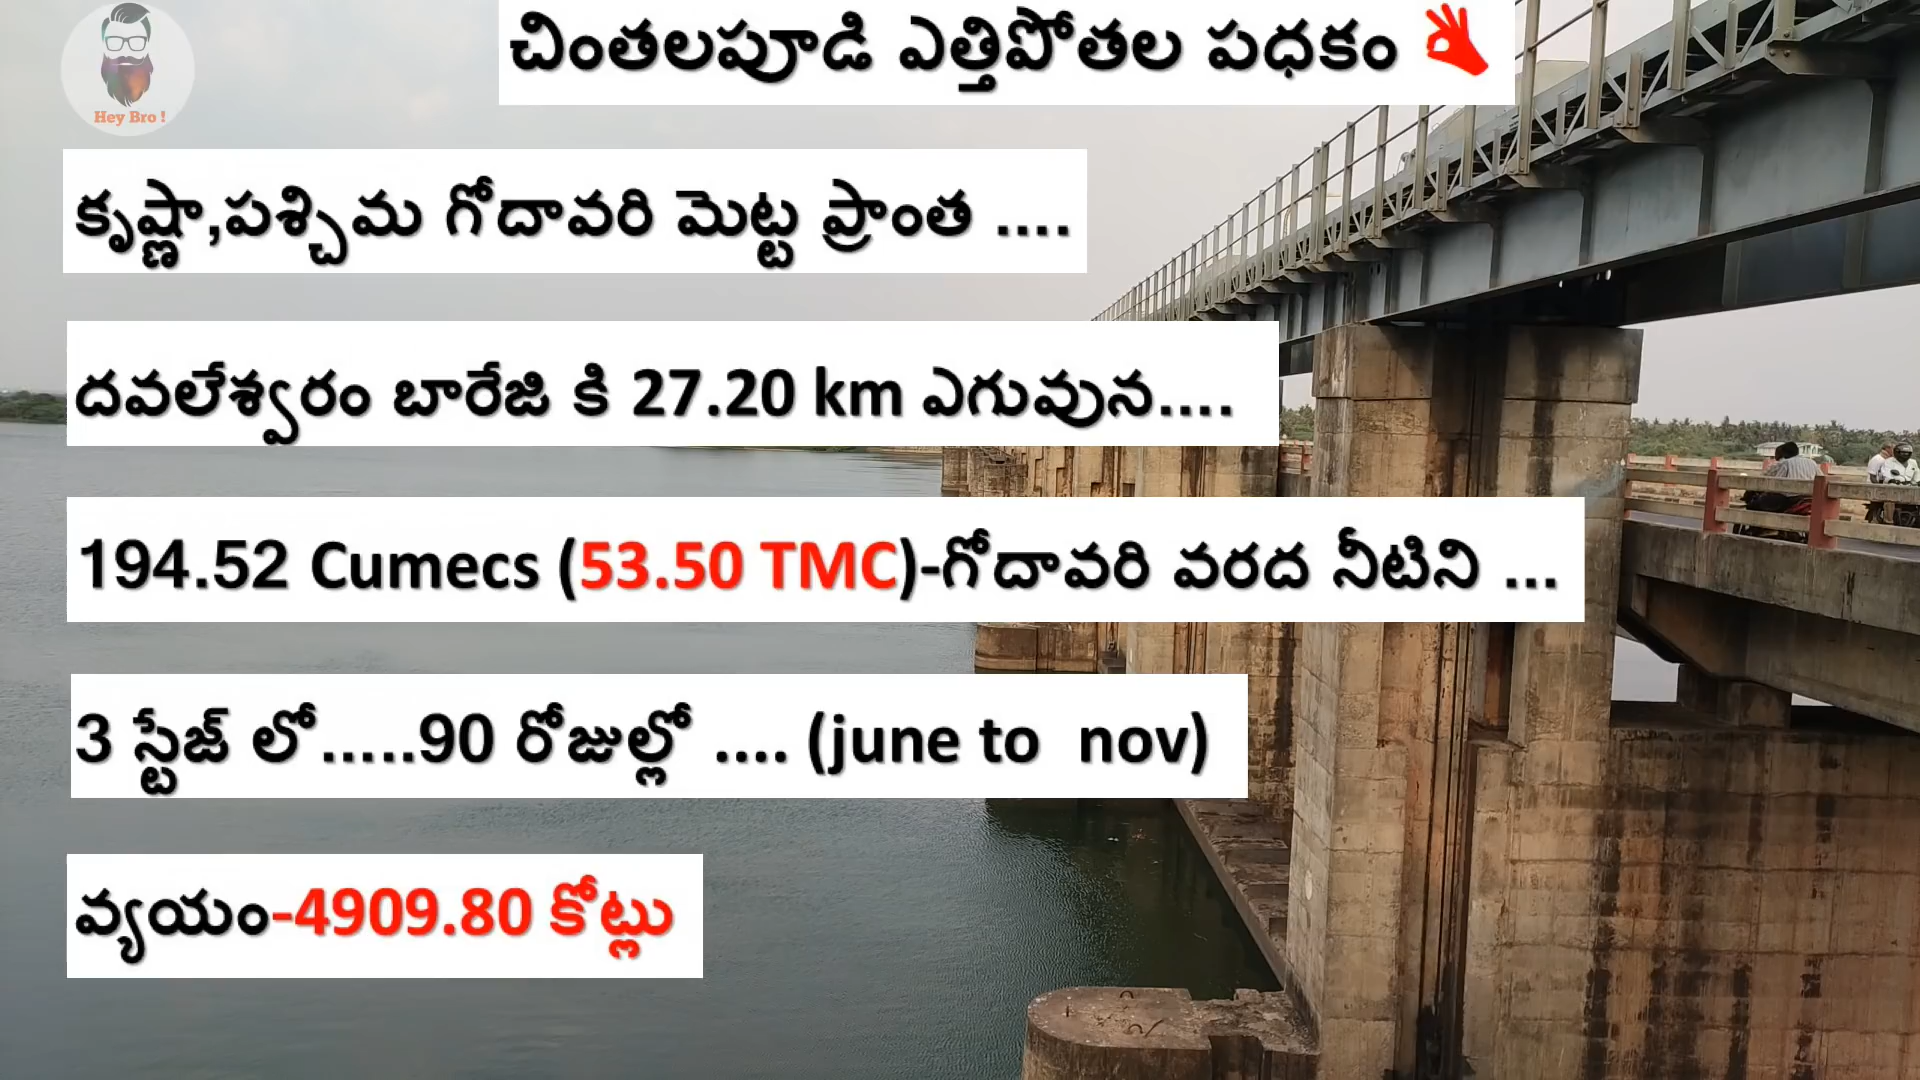 చింతలపూడి ఎత్తిపోతల పధకం
Hey Bro !
కృష్ణా,పశ్చిమ గోదావరి మెట్ట ప్రాంత ....
దవలేశ్వరం బారేజి కి 27.20 km ఎగువున....
194.52 Cumecs (53.50 TMC)-గోదావరి వరద నీటిని ...
3 స్టేజ్ లో.....90 రోజుల్లో .... (june to nov)
వ్యయం-4909.80 కోట్లు